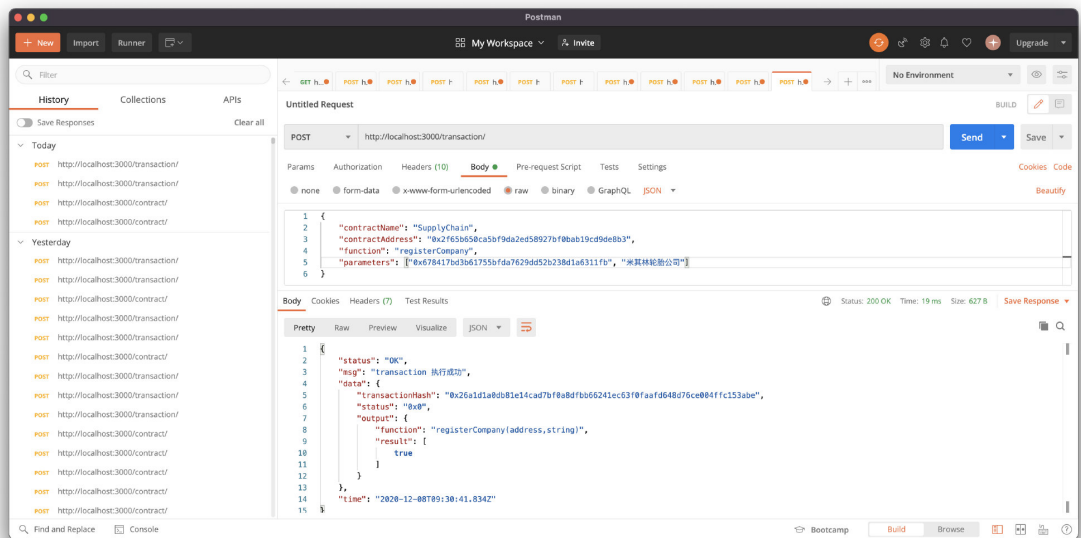 Postman
+ New Import Runner My Workspace Invite Upgrade
Filter
History Collections APIs
Save Responses Clear all
Today
POST http://localhost:3000/transaction/
POST http://localhost:3000/transaction/
POST http://localhost:3000/contract/
POST http://localhost:3000/contract/
Yesterday
POST http://localhost:3000/transaction/
POST http://localhost:3000/transaction/
POST http://localhost:3000/contract/
POST http://localhost:3000/transaction/
POST http://localhost:3000/transaction/
POST http://localhost:3000/contract/
POST http://localhost:3000/transaction/
POST http://localhost:3000/transaction/
POST http://localhost:3000/transaction/
POST http://localhost:3000/contract/
POST http://localhost:3000/contract/
POST http://localhost:3000/contract/
POST http://localhost:3000/contract/
POST http://localhost:3000/contract/
GET h... POST h. POST h. POST h POST h. POST h POST h POST h. POST h. POST h. POST h. POST h. No Environment
Untitled Request BUILD
POST http://localhost:3000/transaction/ Send Save
Params Authorization Headers (10) Body Pre-request Script Tests Settings Cookies Code
none form-data x-www-form-urlencoded raw binary GraphQL JSON Beautify
1 {
2 "contractName": "SupplyChain",
3 "contractAddress": "0x2f65b650ca5bf9da2ed58927bf0bab19cd9de8b3",
4 "function": "registerCompany",
5 "parameters": ["0x678417bd3b61755bfda7629dd52b238d1a6311fb", "米其林轮胎公司"]
6 }
Body Cookies Headers (7) Test Results Status: 200 OK Time: 19 ms Size: 627 B Save Response
Pretty Raw Preview Visualize JSON
1 {
2 "status": "OK",
3 "msg": "transaction 执行成功",
4 "data": {
5 "transactionHash": "0x26a1d1a0db81e14cad7bf0a8dfbb66241ec63f0faafd648d76ce004ffc153abe",
6 "status": "0x0",
7 "output": {
8 "function": "registerCompany(address,string)",
9 "result": [
10 true
11 ]
12 }
13 },
14 "time": "2020-12-08T09:30:41.834Z"
15 }
Find and Replace Console Bootcamp Build Browse